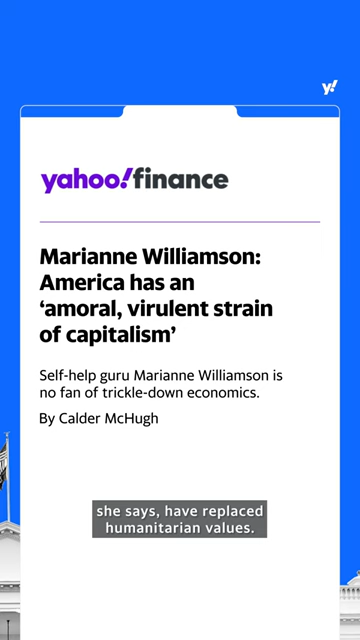 y!
yahoo!finance
Marianne Williamson:
America has an
‘amoral, virulent strain
of capitalism’
Self-help guru Marianne Williamson is
no fan of trickle-down economics.
By Calder McHugh
she says, have replaced
humanitarian values.